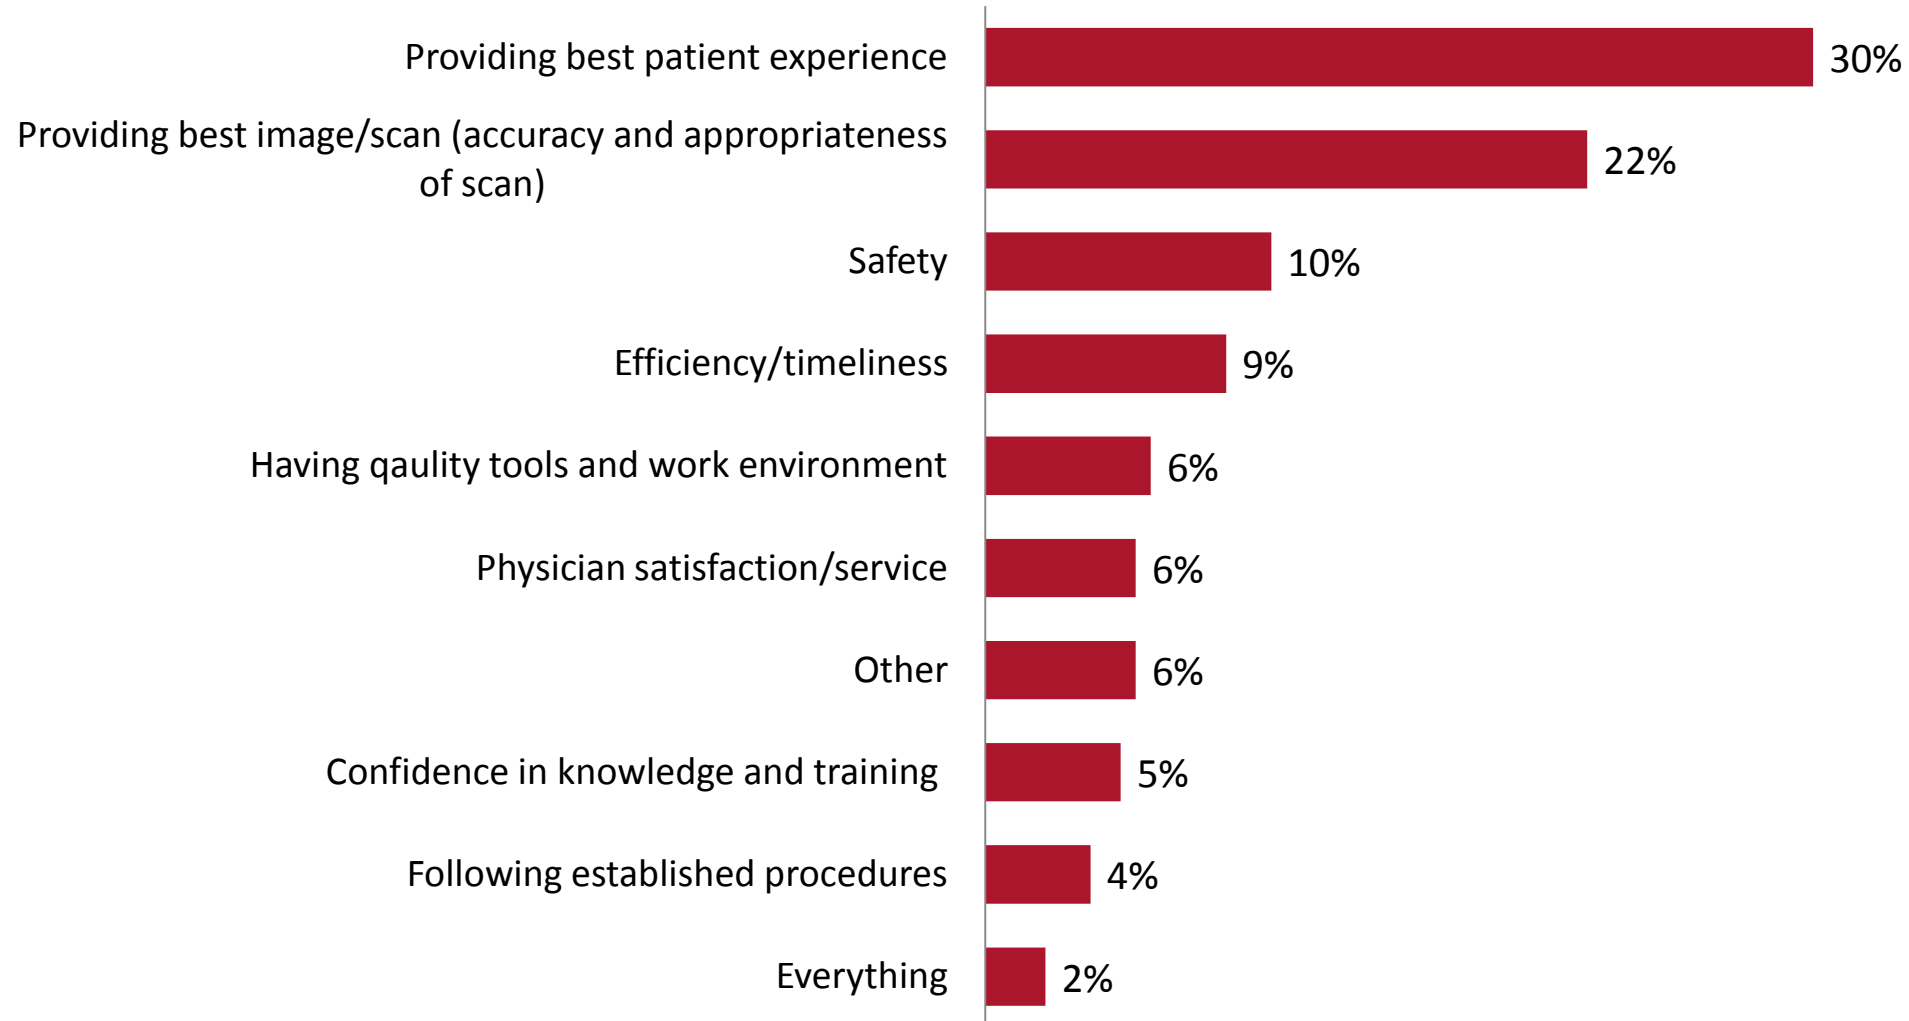 Providing best patient experience
30%
Providing best image/scan (accuracy and appropriateness
of scan)
22%
Safety
10%
Efficiency/timeliness
9%
Having qaulity tools and work environment
6%
Physician satisfaction/service
6%
Other
6%
Confidence in knowledge and training
5%
Following established procedures
4%
Everything
2%